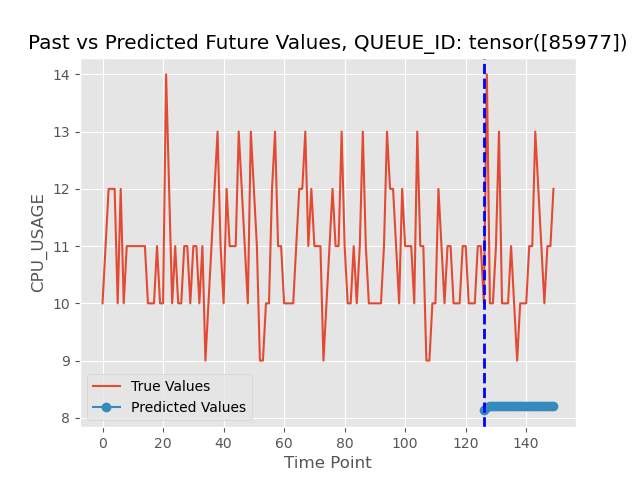 Past vs Predicted Future Values, QUEUE_ID: tensor([85977])
14
13
12
11
10
9
8
CPU_USAGE
True Values
Predicted Values
0 20 40 60 80 100 120 140
Time Point